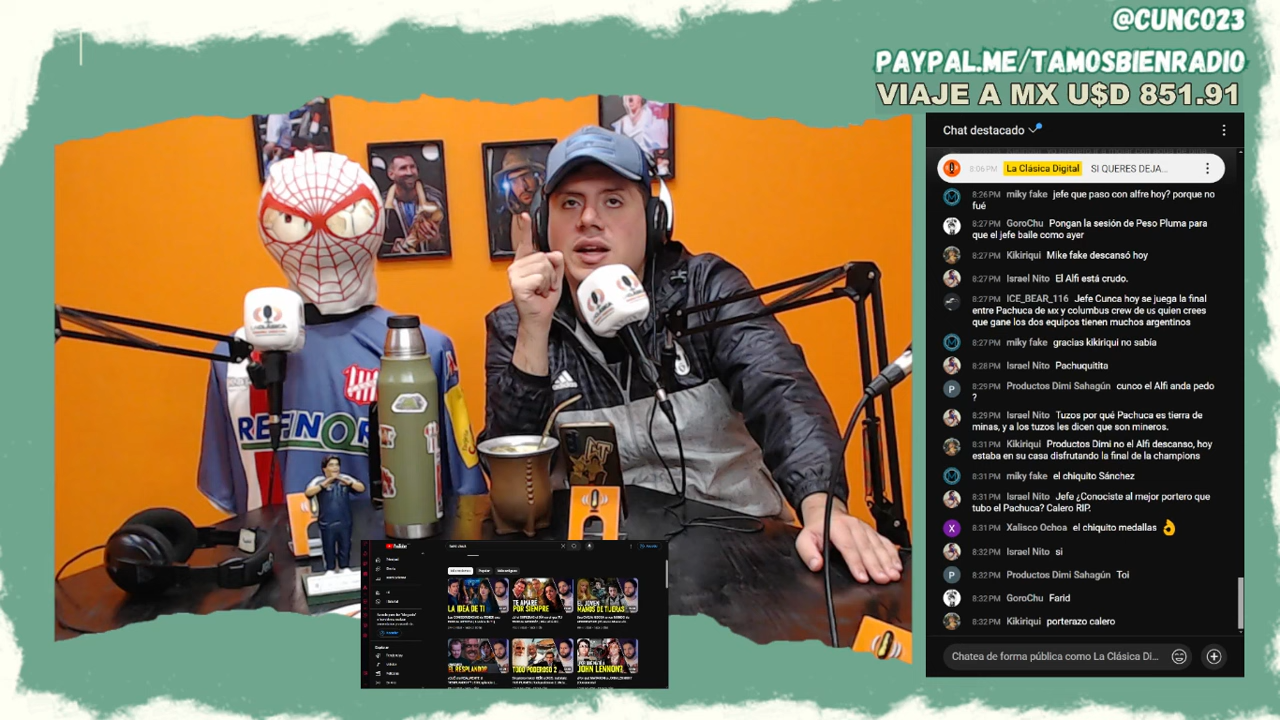 @CUNCO23
PAYPAL.ME/TAMOSBIENRADIO
VIAJE A MX U$D 851.91
Chat destacado
8:06 PM La Clásica Digital SI QUERES DEJA...
8:26 PM miky fake jefe que paso con alfre hoy? porque no
fué
8:27 PM GoroChu Pongan la sesión de Peso Pluma para
que el jefe baile como ayer
8:27 PM Kikiriqui Mike fake descansó hoy
8:27 PM Israel Nito El Alfi está crudo.
8:27 PM ICE_BEAR_116 Jefe Cunca hoy se juega la final
entre Pachuca de mx y columbus crew de us quien crees
que gane los dos equipos tienen muchos argentinos
8:27 PM miky fake gracias kikiriqui no sabía
8:28 PM Israel Nito Pachuquitita
8:29 PM Productos Dimi Sahagún cunco el Alfi anda pedo
?
8:29 PM Israel Nito Tuzos por qué Pachuca es tierra de
minas, y a los tuzos les dicen que son mineros.
8:31 PM Kikiriqui Productos Dimi no el Alfi descanso, hoy
estaba en su casa disfrutando la final de la champions
8:31 PM miky fake el chiquito Sánchez
8:31 PM Israel Nito Jefe ¿Conociste al mejor portero que
tubo el Pachuca? Calero RIP.
8:31 PM Xalisco Ochoa el chiquito medallas 👌
8:32 PM Israel Nito si
8:32 PM Productos Dimi Sahagún Toi
8:32 PM GoroChu Farid
8:32 PM Kikiriqui porterazo calero
Chatea de forma pública como La Clásica Di...
REFINOR
YouTube
LA IDEA DE TI
TE AMARE
POR SIEMPRE
EL JOVEN
MANOS DE TIJERAS
EL RESPLANDOR
TODO PODEROSO 2
JOHN LENNON?